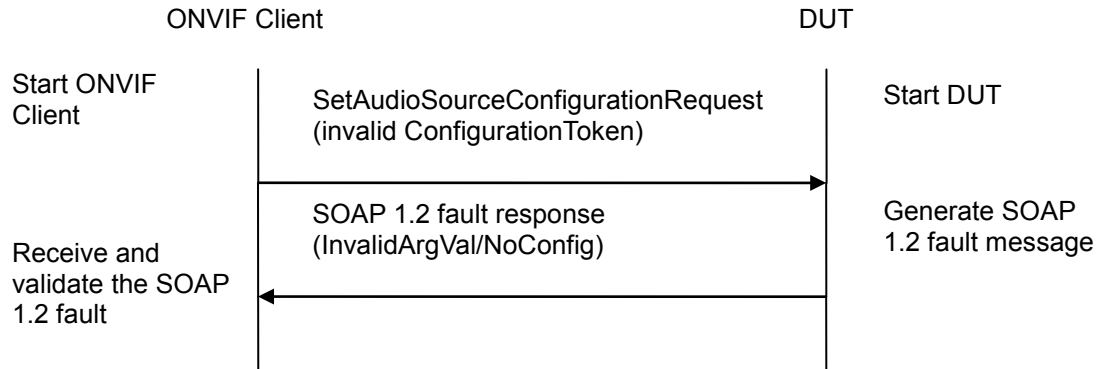 ONVIF Client
DUT
Start ONVIF
Client
SetAudioSourceConfigurationRequest
(invalid ConfigurationToken)
Start DUT
SOAP 1.2 fault response
(InvalidArgVal/NoConfig)
Generate SOAP
1.2 fault message
Receive and
validate the SOAP
1.2 fault